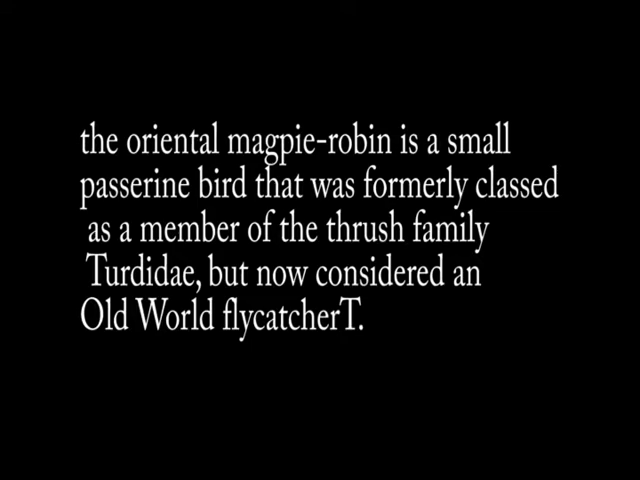 the oriental magpie-robin is a small
passerine bird that was formerly classed
as a member of the thrush family
Turdidae, but now considered an
Old World flycatcherT.